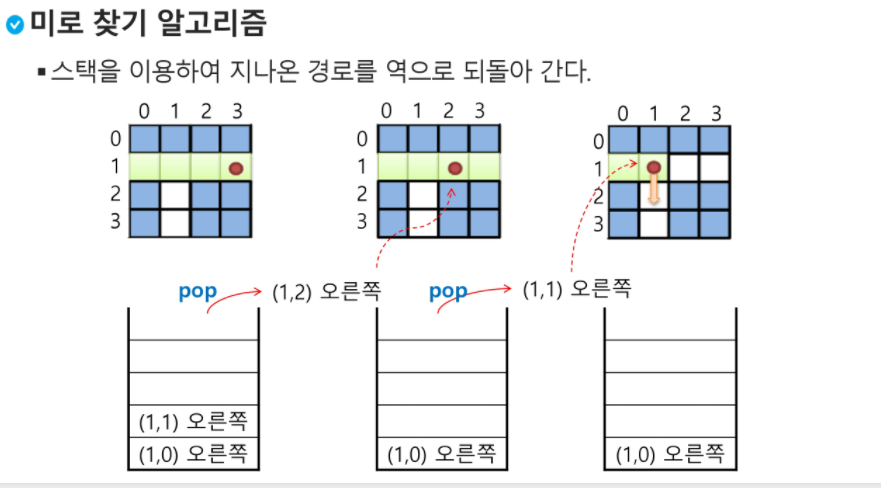 미로 찾기 알고리즘
▪스택을 이용하여 지나온 경로를 역으로 되돌아 간다.
0 1 2 3
0
1
2
3
0 1 2 3
0
1
2
3
0 1 2 3
0
1
2
3
pop
(1,2) 오른쪽
pop
(1,1) 오른쪽
(1,1) 오른쪽
(1,0) 오른쪽
(1,0) 오른쪽
(1,0) 오른쪽